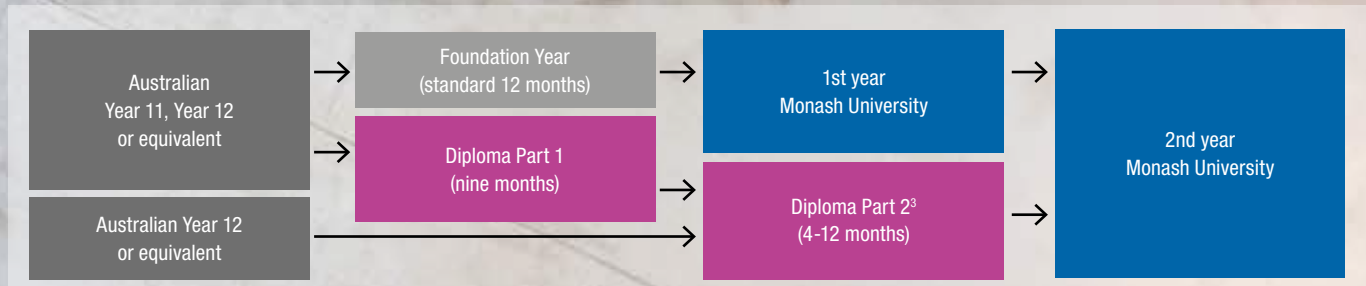 Australian
Year 11, Year 12
or equivalent
Foundation Year
(standard 12 months)
Diploma Part 1
(nine months)
Australian Year 12
or equivalent
1st year
Monash University
Diploma Part 2³
(4-12 months)
2nd year
Monash University